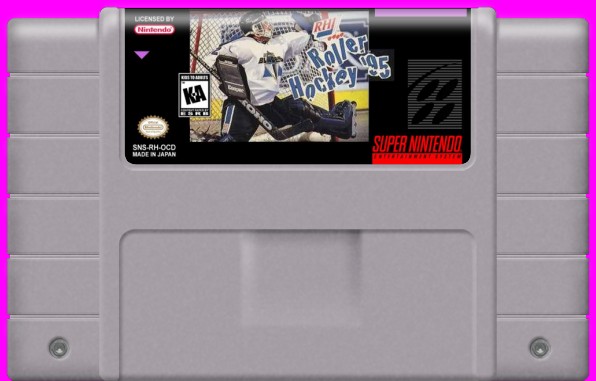 LICENSED BY
Nintendo
RHI
Roller
Hockey '95
KIDS TO ADULTS
K-A
SNS-RH-OCD
MADE IN JAPAN
SUPER NINTENDO
ENTERTAINMENT SYSTEM